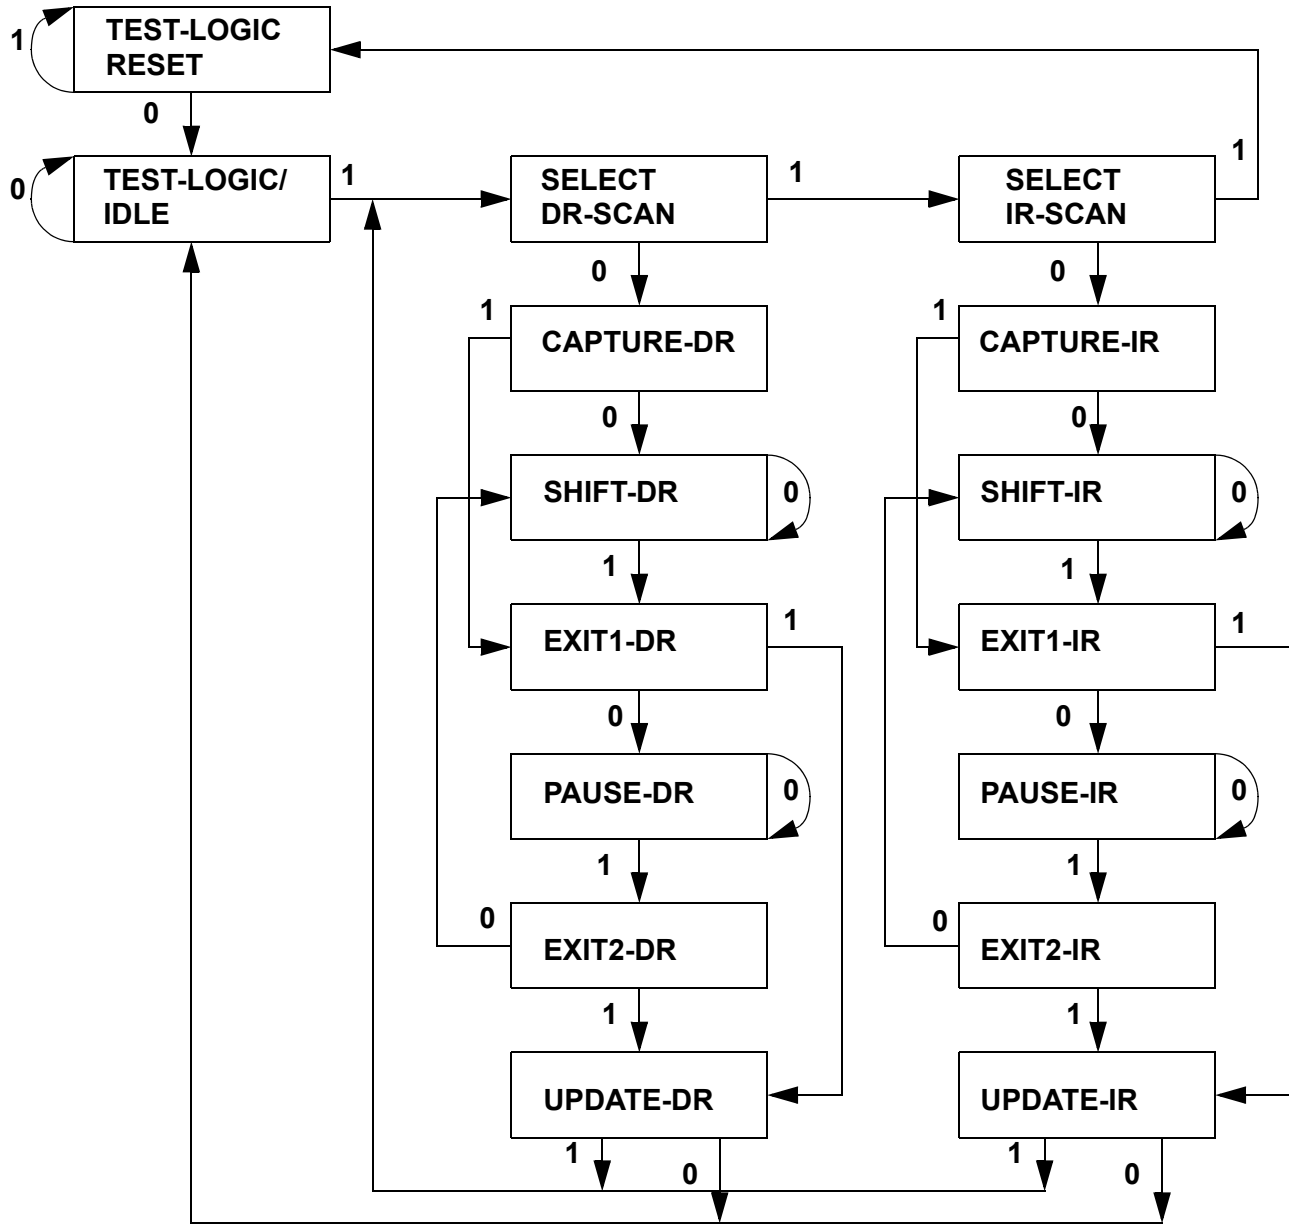 1
TEST-LOGIC
RESET
0
0
TEST-LOGIC/
IDLE
1
SELECT
DR-SCAN
1
SELECT
IR-SCAN
1
0
0
1
CAPTURE-DR
1
CAPTURE-IR
0
0
SHIFT-DR
0
SHIFT-IR
0
1
1
EXIT1-DR
1
EXIT1-IR
1
0
0
PAUSE-DR
0
PAUSE-IR
0
1
1
0
EXIT2-DR
0
EXIT2-IR
1
1
UPDATE-DR
UPDATE-IR
1
0
1
0